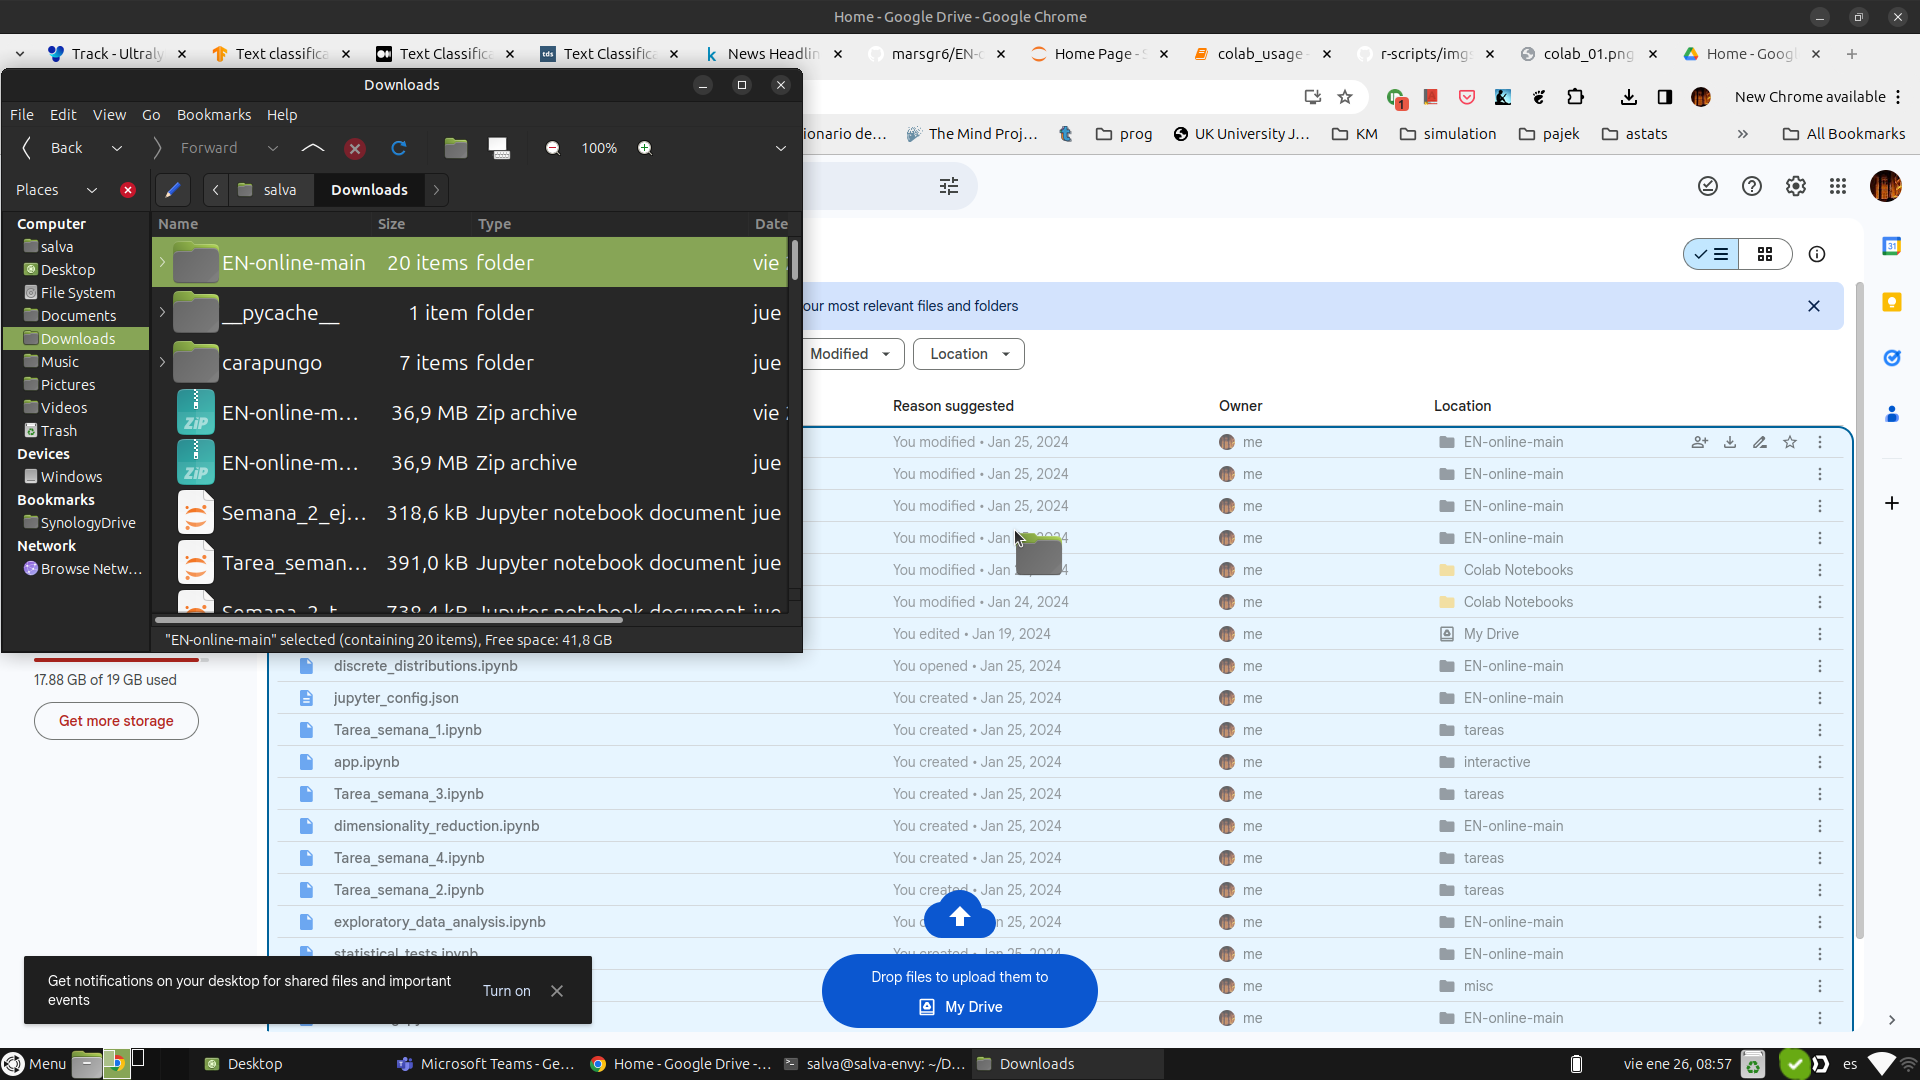 Home - Google Drive - Google Chrome
Track - Ultraly
Text classifica
Text Classifica
Text Classifica
News Headlin
marsgr6/EN-o
Home Page - S
colab_usage -
r-scripts/imgs
colab_01.png
Home - Googl
Downloads
File Edit View Go Bookmarks Help
1
New Chrome available
Back
Forward
100%
ionario de...
The Mind Proj...
prog
UK University J...
KM
simulation
pajek
astats
»
All Bookmarks
Places
salva
Downloads
Name Size Type Date
Computer
salva
Desktop
File System
Documents
Downloads
Music
Pictures
Videos
Trash
Devices
Windows
Bookmarks
SynologyDrive
Network
Browse Netw...
EN-online-main 20 items folder vie
__pycache__ 1 item folder jue
carapungo 7 items folder jue
EN-online-m... 36,9 MB Zip archive vie
EN-online-m... 36,9 MB Zip archive jue
Semana_2_ej... 318,6 kB Jupyter notebook document jue
Tarea_seman... 391,0 kB Jupyter notebook document jue
738,4 kB Jupyter notebook document jue
"EN-online-main" selected (containing 20 items), Free space: 41,8 GB
31
our most relevant files and folders
Modified
Location
Reason suggested Owner Location
You modified • Jan 25, 2024 me EN-online-main
You modified • Jan 25, 2024 me EN-online-main
You modified • Jan 25, 2024 me EN-online-main
You modified • Jan me EN-online-main
You modified • Jan me Colab Notebooks
You modified • Jan 24, 2024 me Colab Notebooks
You edited • Jan 19, 2024 me My Drive
discrete_distributions.ipynb You opened • Jan 25, 2024 me EN-online-main
jupyter_config.json You created • Jan 25, 2024 me EN-online-main
Tarea_semana_1.ipynb You created • Jan 25, 2024 me tareas
app.ipynb You created • Jan 25, 2024 me interactive
Tarea_semana_3.ipynb You created • Jan 25, 2024 me tareas
dimensionality_reduction.ipynb You created • Jan 25, 2024 me EN-online-main
Tarea_semana_4.ipynb You created • Jan 25, 2024 me tareas
Tarea_semana_2.ipynb You created • Jan 25, 2024 me tareas
exploratory_data_analysis.ipynb You 25, 2024 me EN-online-main
statistical_tests.ipynb You created • Jan 25, 2024 me EN-online-main
me misc
me EN-online-main
17.88 GB of 19 GB used
Get more storage
Get notifications on your desktop for shared files and important
events
Turn on
Drop files to upload them to
My Drive
Menu
Desktop
Microsoft Teams - Ge...
Home - Google Drive -...
salva@salva-envy: ~/D...
Downloads
vie ene 26, 08:57
es